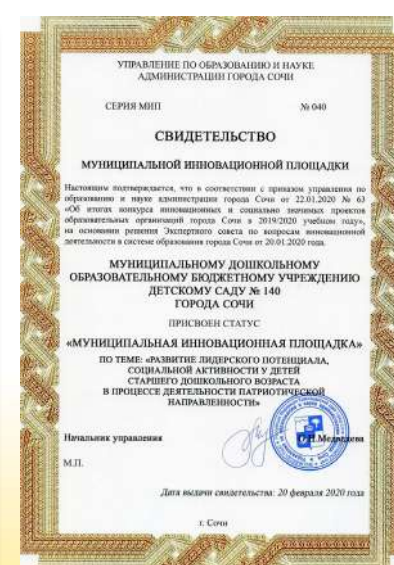 УПРАВЛЕНИЕ ПО ОБРАЗОВАНИЮ И НАУКЕ
АДМИНИСТРАЦИИ ГОРОДА СОЧИ
СЕРИЯ МИП № 040
СВИДЕТЕЛЬСТВО
МУНИЦИПАЛЬНОЙ ИННОВАЦИОННОЙ ПЛОЩАДКИ
Настоящим подтверждается, что в соответствии с приказом управления по
образованию и науке администрации города Сочи от 22.01.2020 № 63
«Об итогах конкурса инновационных и социально значимых проектов
образовательных организаций города Сочи в 2019/2020 учебном году»,
на основании решения Экспертного совета по вопросам инновационной
деятельности в системе образования города Сочи от 20.01.2020 года.
МУНИЦИПАЛЬНОМУ ДОШКОЛЬНОМУ
ОБРАЗОВАТЕЛЬНОМУ БЮДЖЕТНОМУ УЧРЕЖДЕНИЮ
ДЕТСКОМУ САДУ № 140
ГОРОДА СОЧИ
ПРИСВОЕН СТАТУС
«МУНИЦИПАЛЬНАЯ ИННОВАЦИОННАЯ ПЛОЩАДКА»
ПО ТЕМЕ: «РАЗВИТИЕ ЛИДЕРСКОГО ПОТЕНЦИАЛА,
СОЦИАЛЬНОЙ АКТИВНОСТИ У ДЕТЕЙ
СТАРШЕГО ДОШКОЛЬНОГО ВОЗРАСТА
В ПРОЦЕССЕ ДЕЯТЕЛЬНОСТИ ПАТРИОТИЧЕСКОЙ
НАПРАВЛЕННОСТИ»
Начальник управления О.Н.Медведева
М.П.
Дата выдачи свидетельства: 20 февраля 2020 года
г. Сочи